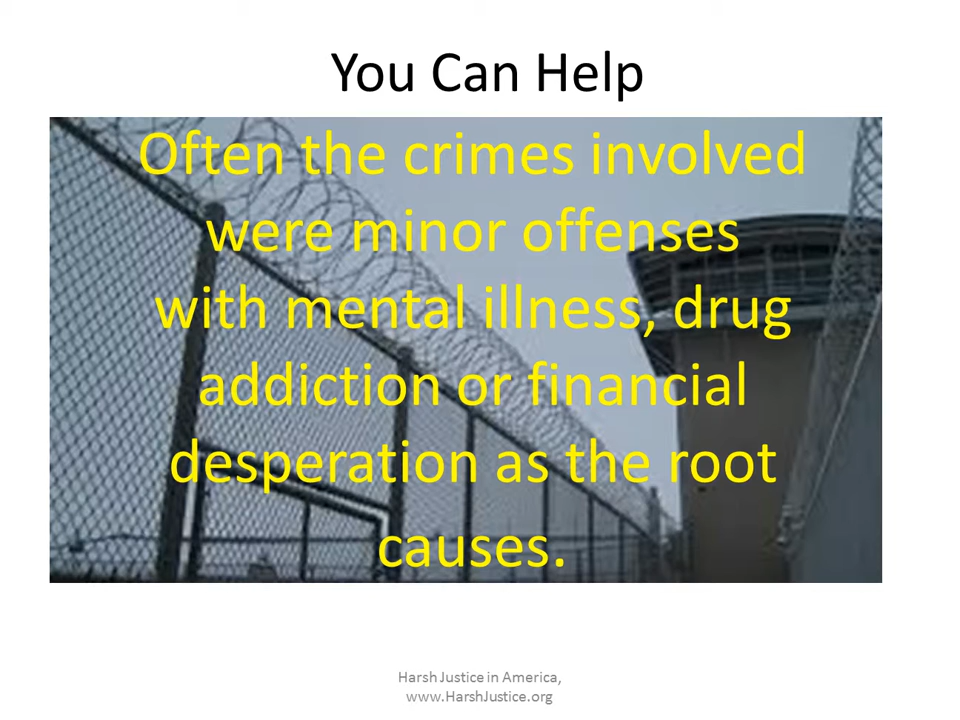 You Can Help
Often the crimes involved
were minor offenses
with mental illness, drug
addiction or financial
desperation as the root
causes.
Harsh Justice in America,
www.HarshJustice.org